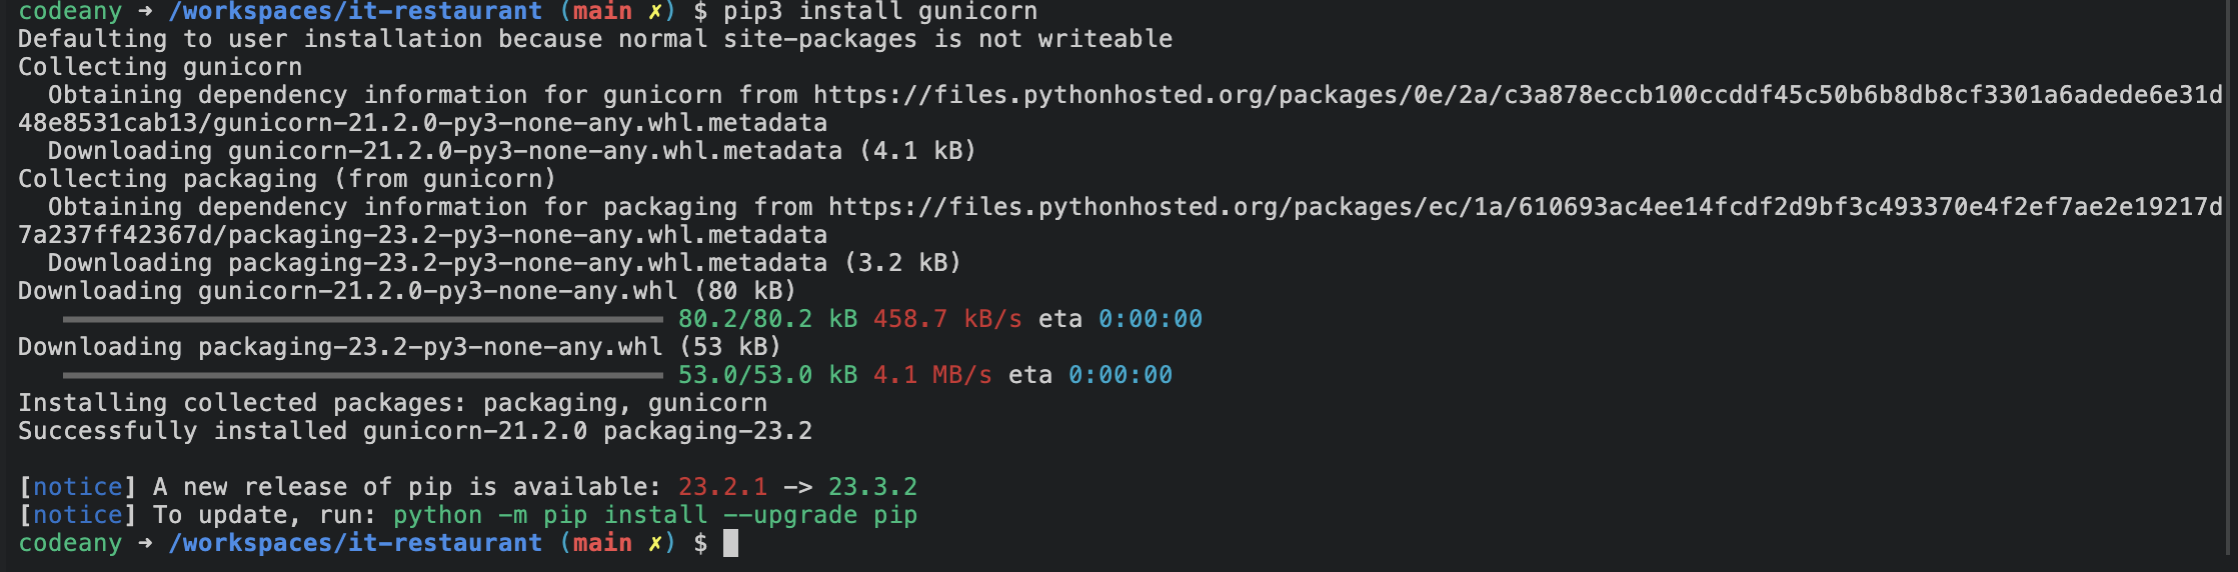 codeany ➜ /workspaces/it-restaurant (main ✗) $ pip3 install gunicorn
Defaulting to user installation because normal site-packages is not writeable
Collecting gunicorn
  Obtaining dependency information for gunicorn from https://files.pythonhosted.org/packages/0e/2a/c3a878eccb100ccddf45c50b6b8db8cf3301a6adede6e31d
48e8531cab13/gunicorn-21.2.0-py3-none-any.whl.metadata
  Downloading gunicorn-21.2.0-py3-none-any.whl.metadata (4.1 kB)
Collecting packaging (from gunicorn)
  Obtaining dependency information for packaging from https://files.pythonhosted.org/packages/ec/1a/610693ac4ee14fcdf2d9bf3c493370e4f2ef7ae2e19217d
7a237ff42367d/packaging-23.2-py3-none-any.whl.metadata
  Downloading packaging-23.2-py3-none-any.whl.metadata (3.2 kB)
Downloading gunicorn-21.2.0-py3-none-any.whl (80 kB)
80.2/80.2 kB 458.7 kB/s eta 0:00:00
Downloading packaging-23.2-py3-none-any.whl (53 kB)
53.0/53.0 kB 4.1 MB/s eta 0:00:00
Installing collected packages: packaging, gunicorn
Successfully installed gunicorn-21.2.0 packaging-23.2
[notice] A new release of pip is available: 23.2.1 -> 23.3.2
[notice] To update, run: python -m pip install --upgrade pip
codeany ➜ /workspaces/it-restaurant (main ✗) $